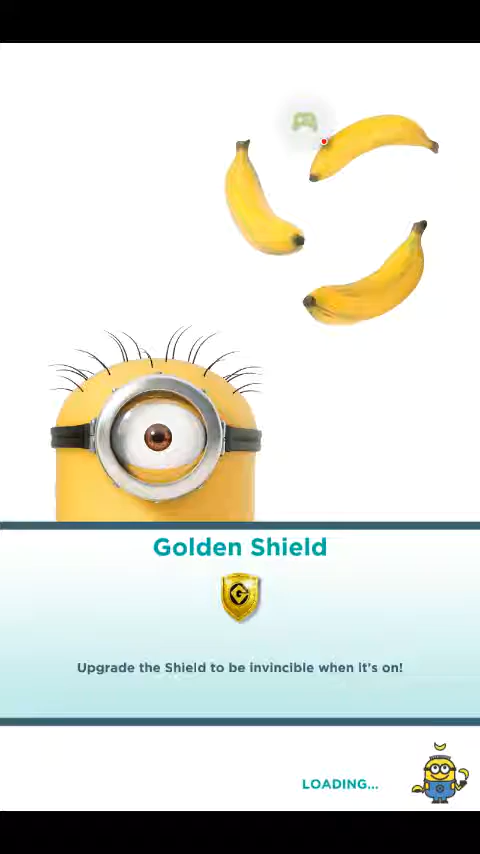 Golden Shield
G
Upgrade the Shield to be invincible when it's on!
LOADING...